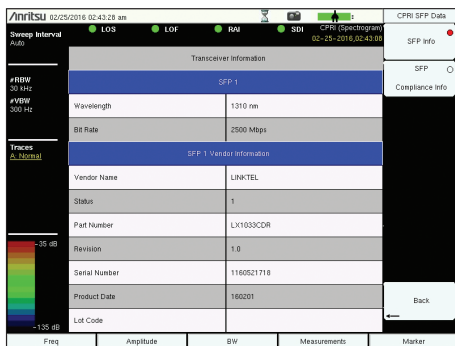 Anritsu 02/25/2016 02:43:26 am
CPRI SFP Data
Sweep Interval
Auto
LOS
LOF
RAI
SDI
CPRI (Spectrogram)
02-25-2016,02:43:06
SFP Info
Transceiver Information
SFP
Compliance Info
#RBW
30 kHz
#VBW
300 Hz
SFP 1
Wavelength 1310 nm
Bit Rate 2500 Mbps
Traces
A: Normal
SFP 1 Vendor Information
Vendor Name LINKTEL
Status 1
Part Number LX1033CDR
-35 dB
Revision 1.0
Serial Number 1160521718
Product Date 160201
Back
Lot Code
-135 dB
Freq Amplitude BW Measurements Marker